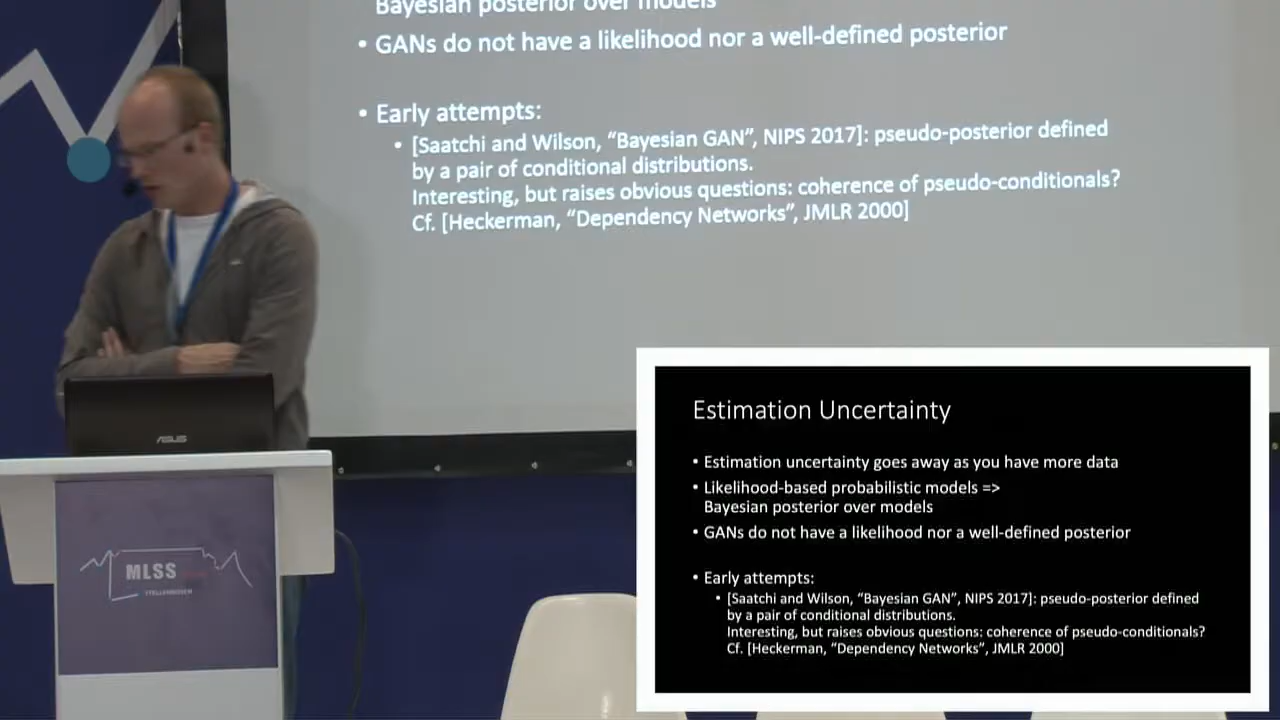 Bayesian posterior over models
• GANs do not have a likelihood nor a well-defined posterior
• Early attempts:
• [Saatchi and Wilson, “Bayesian GAN”, NIPS 2017]: pseudo-posterior defined
by a pair of conditional distributions.
Interesting, but raises obvious questions: coherence of pseudo-conditionals?
Cf. [Heckerman, “Dependency Networks”, JMLR 2000]
ASUS
MLSS
STELLENBOSCH
Estimation Uncertainty
• Estimation uncertainty goes away as you have more data
• Likelihood-based probabilistic models =>
Bayesian posterior over models
• GANs do not have a likelihood nor a well-defined posterior
• Early attempts:
• [Saatchi and Wilson, “Bayesian GAN”, NIPS 2017]: pseudo-posterior defined
by a pair of conditional distributions.
Interesting, but raises obvious questions: coherence of pseudo-conditionals?
Cf. [Heckerman, “Dependency Networks”, JMLR 2000]